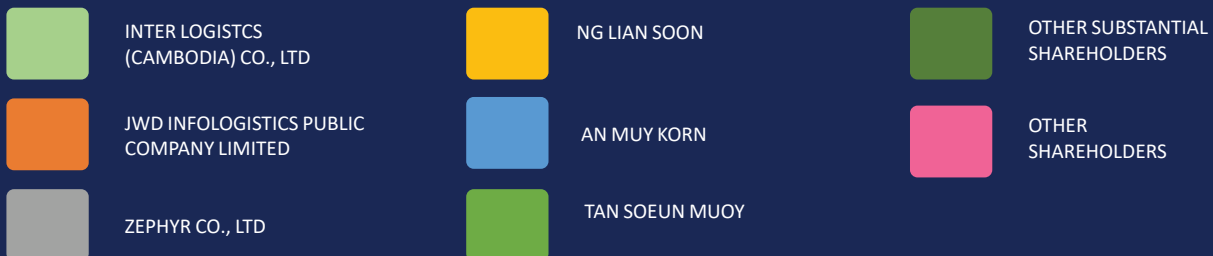 INTER LOGISTCS
(CAMBODIA) CO., LTD
JWD INFOLOGISTICS PUBLIC
COMPANY LIMITED
ZEPHYR CO., LTD
NG LIAN SOON
AN MUY KORN
TAN SOEUN MUOY
OTHER SUBSTANTIAL
SHAREHOLDERS
OTHER
SHAREHOLDERS